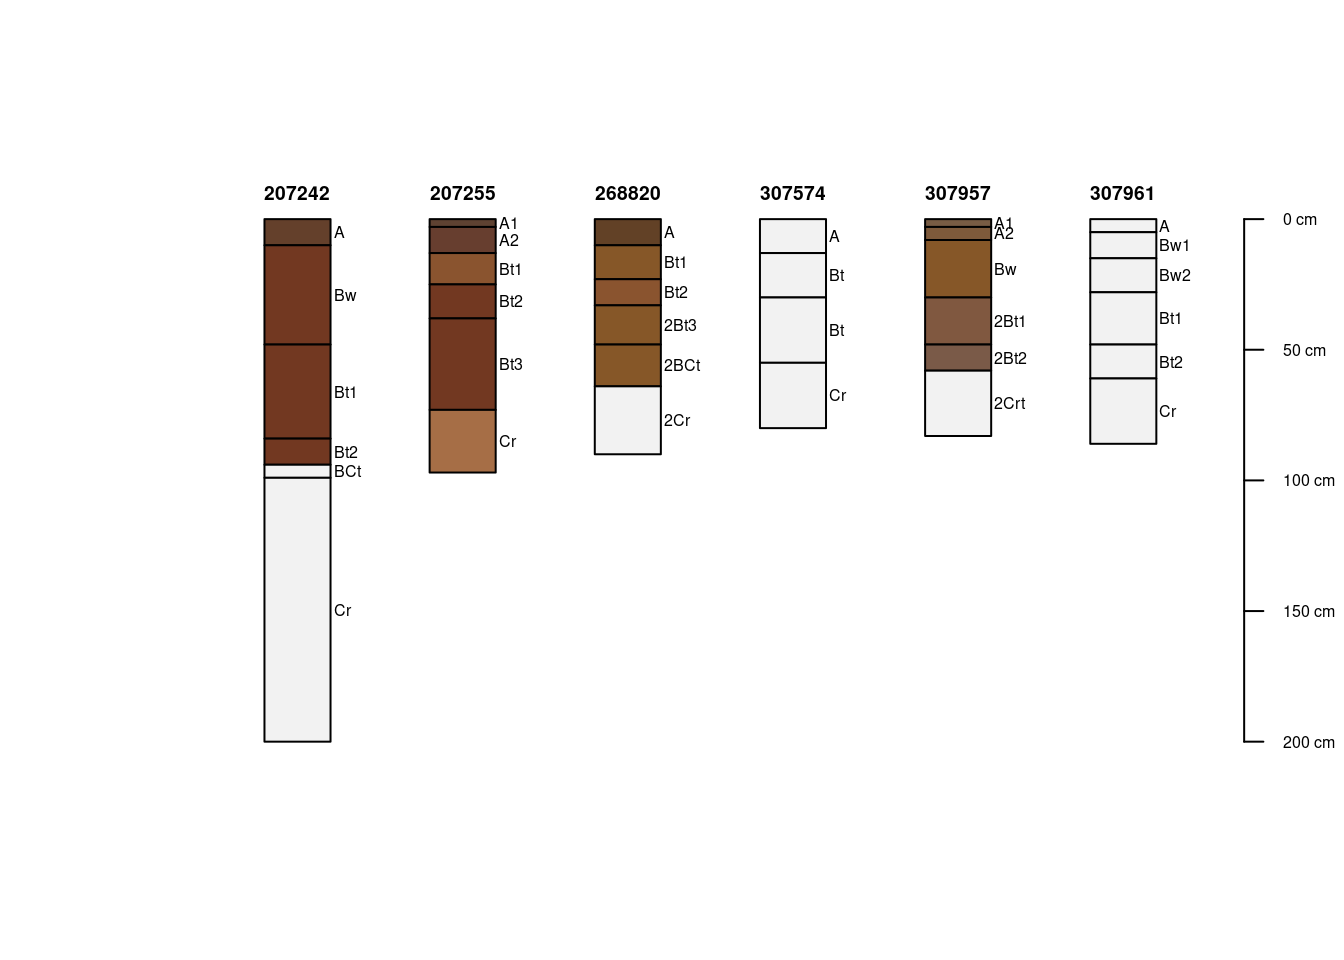 207242 207255 268820 307574 307957 307961
A
Bw
Bt1
Bt2
BCt
Cr
A1
A2
Bt1
Bt2
Bt3
Cr
A
Bt1
Bt2
2Bt3
2BCt
2Cr
A
Bt
Bt
Cr
A1
A2
Bw
2Bt1
2Bt2
2Crt
A
Bw1
Bw2
Bt1
Bt2
Cr
0 cm
50 cm
100 cm
150 cm
200 cm